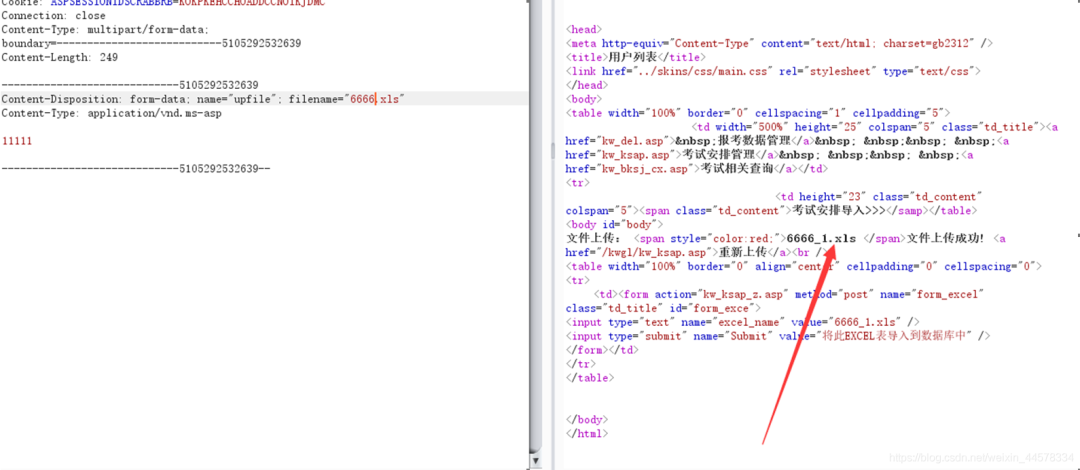 Cookie: ASPSESSIONIDSCRABBRB=KOKPKEHCCHOADDCCNOIKJDMC
Connection: close
Content-Type: multipart/form-data;
boundary=---------------------------5105292532639
Content-Length: 249
-----------------------------5105292532639
Content-Disposition: form-data; name="upfile"; filename="6666.xls"
Content-Type: application/vnd.ms-asp
11111
-----------------------------5105292532639--
<head>
<meta http-equiv="Content-Type" content="text/html; charset=gb2312" />
<title>用户列表</title>
<link href="../skins/css/main.css" rel="stylesheet" type="text/css">
</head>
<body>
<table width="100%" border="0" cellspacing="1" cellpadding="5">
<td width="500%" height="25" colspan="5" class="td_title"><a
href="kw_del.asp">&nbsp;报考数据管理</a>&nbsp; &nbsp;&nbsp; &nbsp;<a
href="kw_ksap.asp">考试安排管理</a>&nbsp; &nbsp;&nbsp; &nbsp;<a
href="kw_bksj_cx.asp">考试相关查询</a></td>
<tr>
<td height="23" class="td_content"
colspan="5"><span class="td_content">考试安排导入>>></samp></table>
<body id="body">
文件上传： <span style="color:red;">6666_1.xls </span>文件上传成功! <a
href="/kwgl/kw_ksap.asp">重新上传</a><br />
<table width="100%" border="0" align="center" cellpadding="0" cellspacing="0">
<tr>
<td><form action="kw_ksap_z.asp" method="post" name="form_excel"
class="td_title" id="form_exce">
<input type="text" name="excel_name" value="6666_1.xls" />
<input type="submit" name="Submit" value="将此EXCEL表导入到数据库中" />
</form></td>
</tr>
</table>
</body>
</html>
https://blog.csdn.net/weixin_44578334